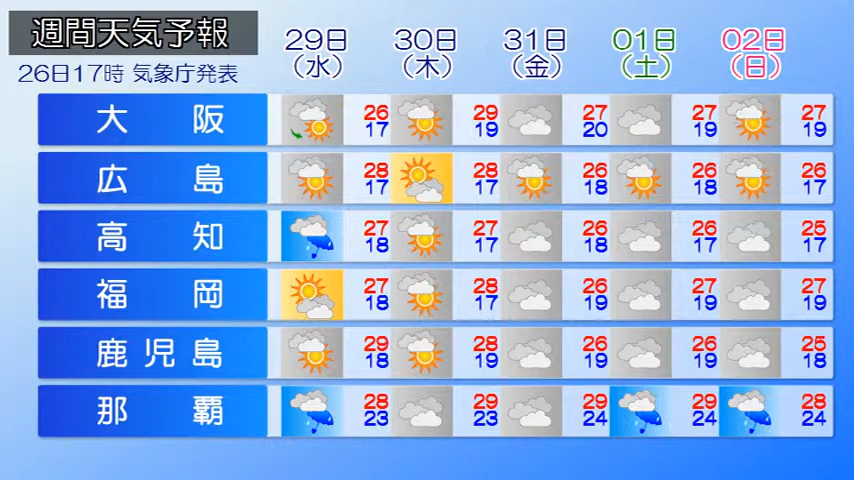 週間天気予報
26日17時 気象庁発表
29日 30日 31日 01日 02日
(水) (木) (金) (土) (日)
大阪 26 29 27 27 27
17 19 20 19 19
広島 28 28 26 26 26
17 17 18 18 17
高知 27 27 26 26 25
18 17 18 17 17
福岡 27 28 26 27 27
18 17 19 19 19
鹿児島 29 28 26 26 25
18 19 19 19 18
那覇 28 29 29 29 28
23 23 24 24 24